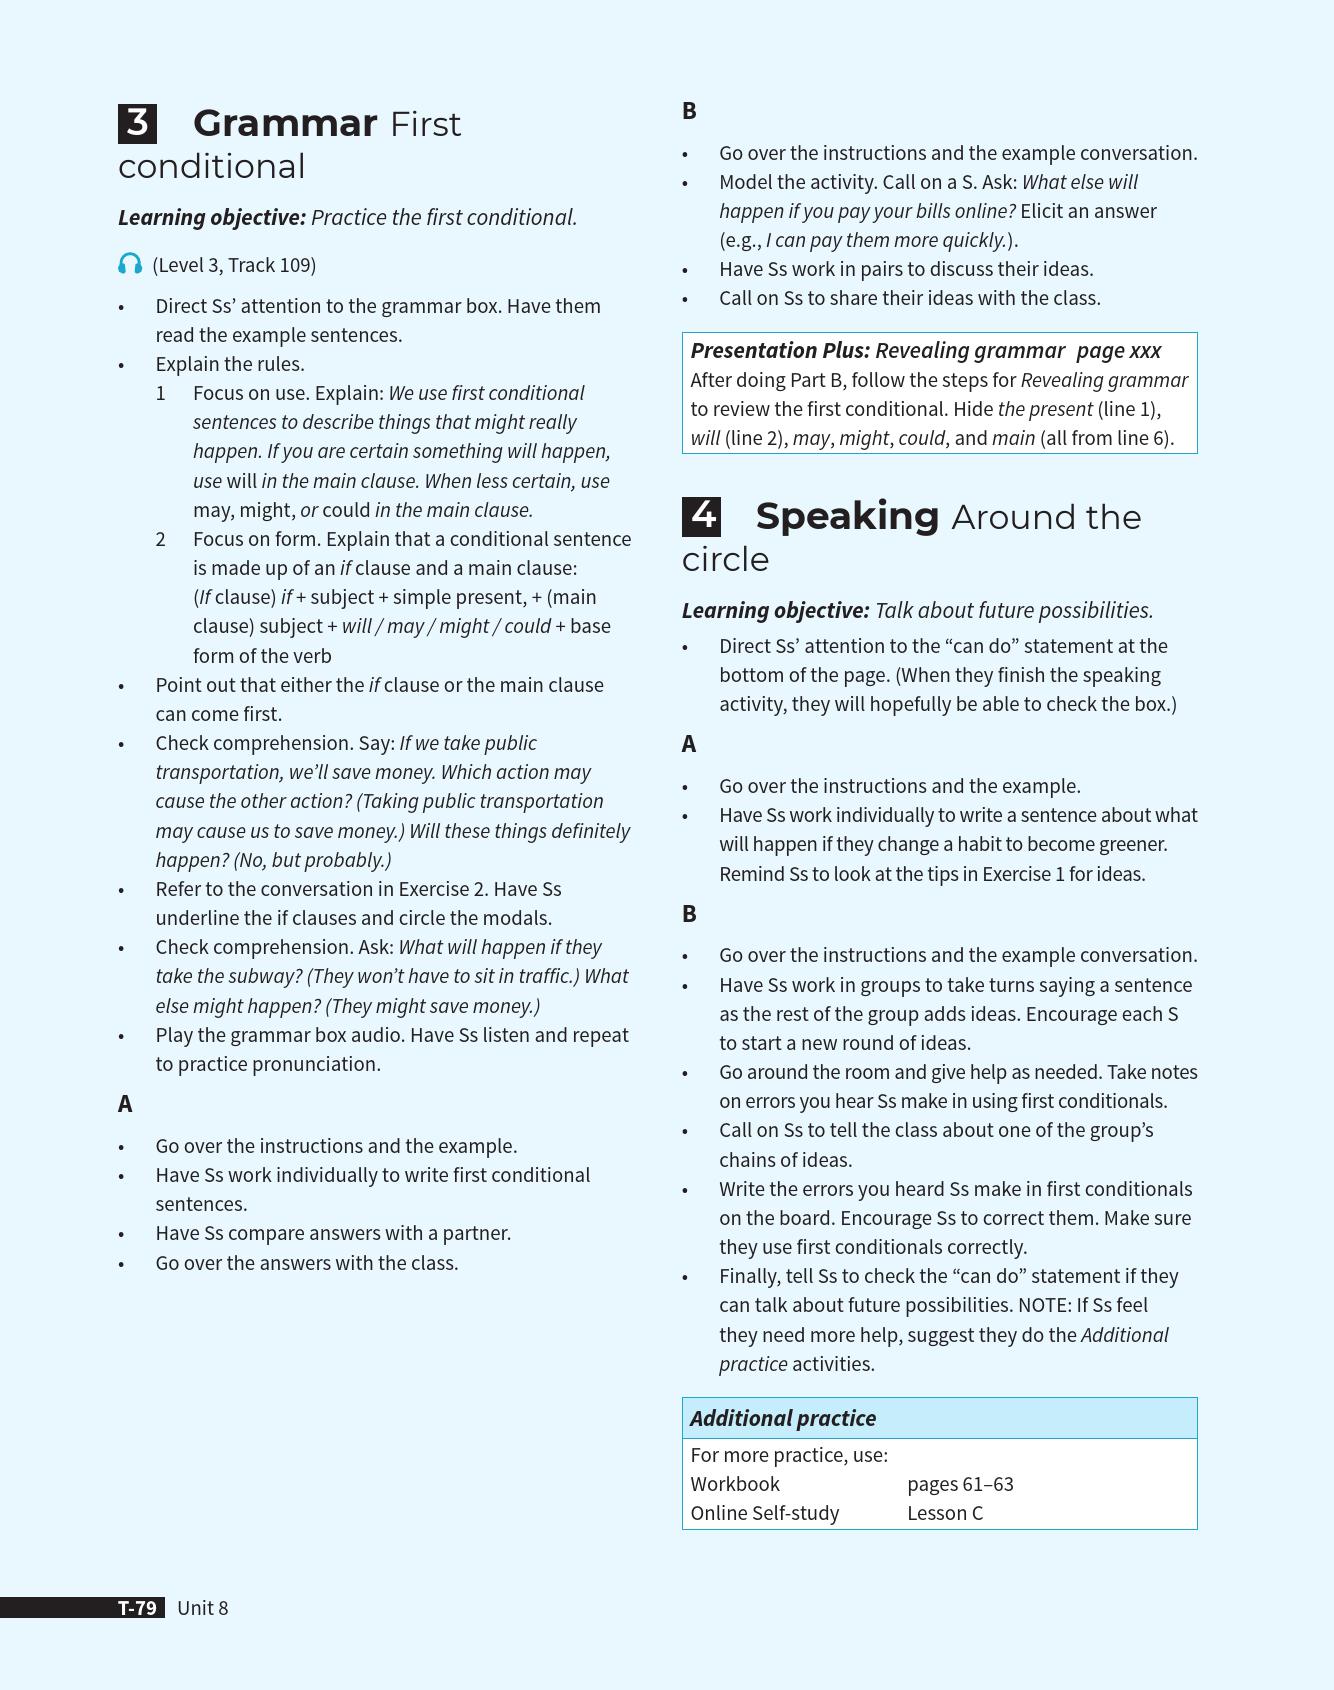 3 Grammar First
conditional
Learning objective: Practice the first conditional.
(Level 3, Track 109)
• Direct Ss’ attention to the grammar box. Have them
read the example sentences.
• Explain the rules.
1 Focus on use. Explain: We use first conditional
sentences to describe things that might really
happen. If you are certain something will happen,
use will in the main clause. When less certain, use
may, might, or could in the main clause.
2 Focus on form. Explain that a conditional sentence
is made up of an if clause and a main clause:
(If clause) if + subject + simple present, + (main
clause) subject + will / may / might / could + base
form of the verb
• Point out that either the if clause or the main clause
can come first.
• Check comprehension. Say: If we take public
transportation, we’ll save money. Which action may
cause the other action? (Taking public transportation
may cause us to save money.) Will these things definitely
happen? (No, but probably.)
• Refer to the conversation in Exercise 2. Have Ss
underline the if clauses and circle the modals.
• Check comprehension. Ask: What will happen if they
take the subway? (They won’t have to sit in traffic.) What
else might happen? (They might save money.)
• Play the grammar box audio. Have Ss listen and repeat
to practice pronunciation.
A
• Go over the instructions and the example.
• Have Ss work individually to write first conditional
sentences.
• Have Ss compare answers with a partner.
• Go over the answers with the class.
B
• Go over the instructions and the example conversation.
• Model the activity. Call on a S. Ask: What else will
happen if you pay your bills online? Elicit an answer
(e.g., I can pay them more quickly.).
• Have Ss work in pairs to discuss their ideas.
• Call on Ss to share their ideas with the class.
Presentation Plus: Revealing grammar page xxx
After doing Part B, follow the steps for Revealing grammar
to review the first conditional. Hide the present (line 1),
will (line 2), may, might, could, and main (all from line 6).
4 Speaking Around the
circle
Learning objective: Talk about future possibilities.
• Direct Ss’ attention to the “can do” statement at the
bottom of the page. (When they finish the speaking
activity, they will hopefully be able to check the box.)
A
• Go over the instructions and the example.
• Have Ss work individually to write a sentence about what
will happen if they change a habit to become greener.
Remind Ss to look at the tips in Exercise 1 for ideas.
B
• Go over the instructions and the example conversation.
• Have Ss work in groups to take turns saying a sentence
as the rest of the group adds ideas. Encourage each S
to start a new round of ideas.
• Go around the room and give help as needed. Take notes
on errors you hear Ss make in using first conditionals.
• Call on Ss to tell the class about one of the group’s
chains of ideas.
• Write the errors you heard Ss make in first conditionals
on the board. Encourage Ss to correct them. Make sure
they use first conditionals correctly.
• Finally, tell Ss to check the “can do” statement if they
can talk about future possibilities. NOTE: If Ss feel
they need more help, suggest they do the Additional
practice activities.
Additional practice
For more practice, use:
Workbook pages 61–63
Online Self-study Lesson C
T-79 Unit 8